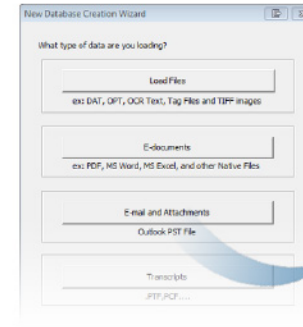 New Database Creation Wizard
What type of data are you loading?
Load Files
ex: DAT, OPT, OCR Text, Tag Files and TIFF images
E-documents
ex: PDF, MS Word, MS Excel, and other Native Files
E-mail and Attachments
Outlook PST File
Transcripts
.PTF,PCF.....